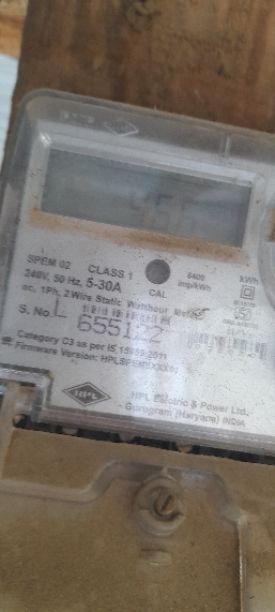 kWh
SPEM 02 CLASS 1 6400
240V, 50 Hz, 5-30A imp/kWh
ac, 1Ph, 2 Wire Static Watthour Meter
CAL
S. No. L 655122
Category C3 as per IS 15959:2011
Firmware Version:
HPL
HPL Electric & Power Ltd.
Gurugram (Haryana) INDIA